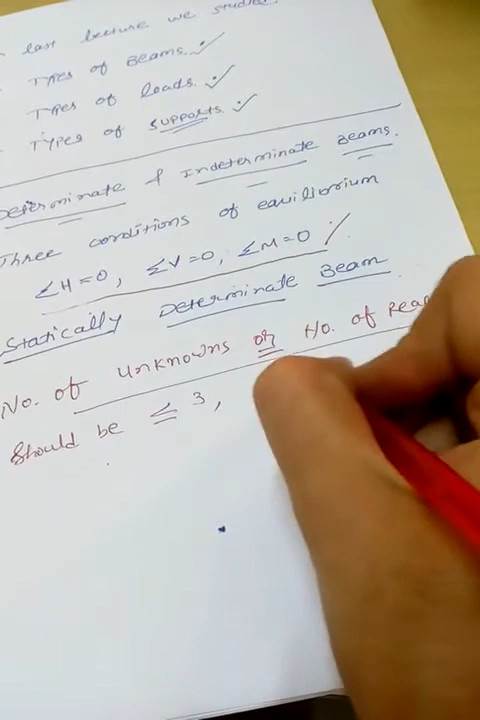 last lecture we studied.
Types of Beams.
Types of loads.
Types of supports.
Determinate & Indeterminate Beams.
Three conditions of equilibrium
∑H=0, ∑V=0, ∑M=0
Statically Determinate Beam
No. of unknowns or No. of Reac
Should be ≤ 3,